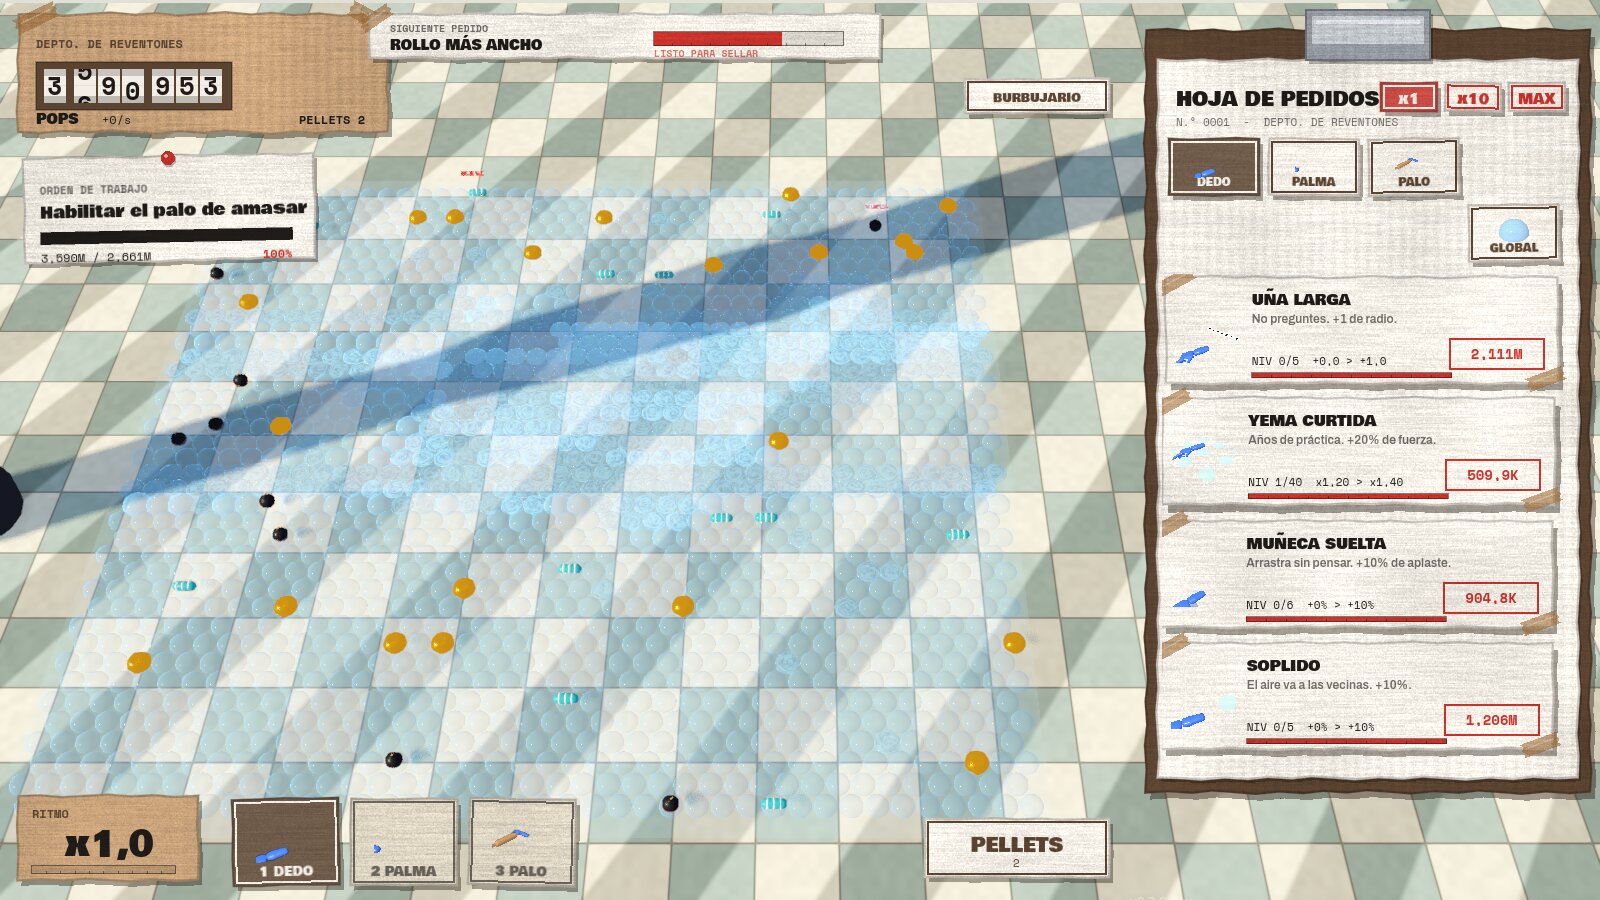 DEPTO. DE REVENTONES
POPS +0/s PELLETS 2
SIGUIENTE PEDIDO
ROLLO MÁS ANCHO
LISTO PARA SELLAR
BURBUJARIO
ORDEN DE TRABAJO
Habilitar el palo de amasar
3,590M / 2,661M 100%
HOJA DE PEDIDOS x1 x10 MAX
N.° 0001 - DEPTO. DE REVENTONES
DEDO PALMA PALO
GLOBAL
UÑA LARGA
No preguntes. +1 de radio.
NIV 0/5 +0,0 > +1,0 2,111M
YEMA CURTIDA
Años de práctica. +20% de fuerza.
NIV 1/40 x1,20 > x1,40 509,9K
MUÑECA SUELTA
Arrastra sin pensar. +10% de aplaste.
NIV 0/6 +0% > +10% 904,8K
SOPLIDO
El aire va a las vecinas. +10%.
NIV 0/5 +0% > +10% 1,206M
RITMO
x1,0
1 DEDO 2 PALMA 3 PALO
PELLETS
2